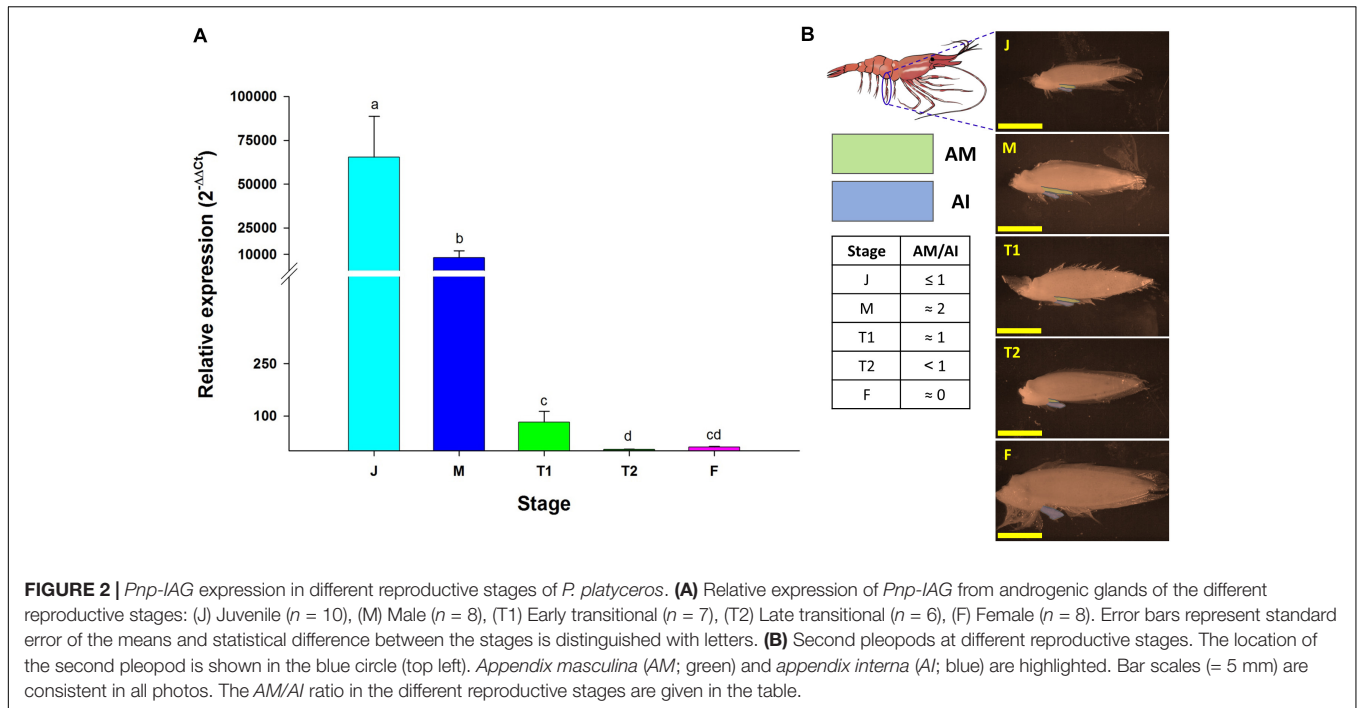 A
Relative expression (2^-ΔΔCt)
100000
75000
50000
25000
10000
250
100
a
b
c
d
cd
J M T1 T2 F
Stage
B
AM
AI
Stage AM/AI
J ≤ 1
M ≈ 2
T1 ≈ 1
T2 < 1
F ≈ 0
J
M
T1
T2
F
FIGURE 2 | Pnp-IAG expression in different reproductive stages of P. platyceros. (A) Relative expression of Pnp-IAG from androgenic glands of the different
reproductive stages: (J) Juvenile (n = 10), (M) Male (n = 8), (T1) Early transitional (n = 7), (T2) Late transitional (n = 6), (F) Female (n = 8). Error bars represent standard
error of the means and statistical difference between the stages is distinguished with letters. (B) Second pleopods at different reproductive stages. The location of
the second pleopod is shown in the blue circle (top left). Appendix masculina (AM; green) and appendix interna (AI; blue) are highlighted. Bar scales (= 5 mm) are
consistent in all photos. The AM/AI ratio in the different reproductive stages are given in the table.